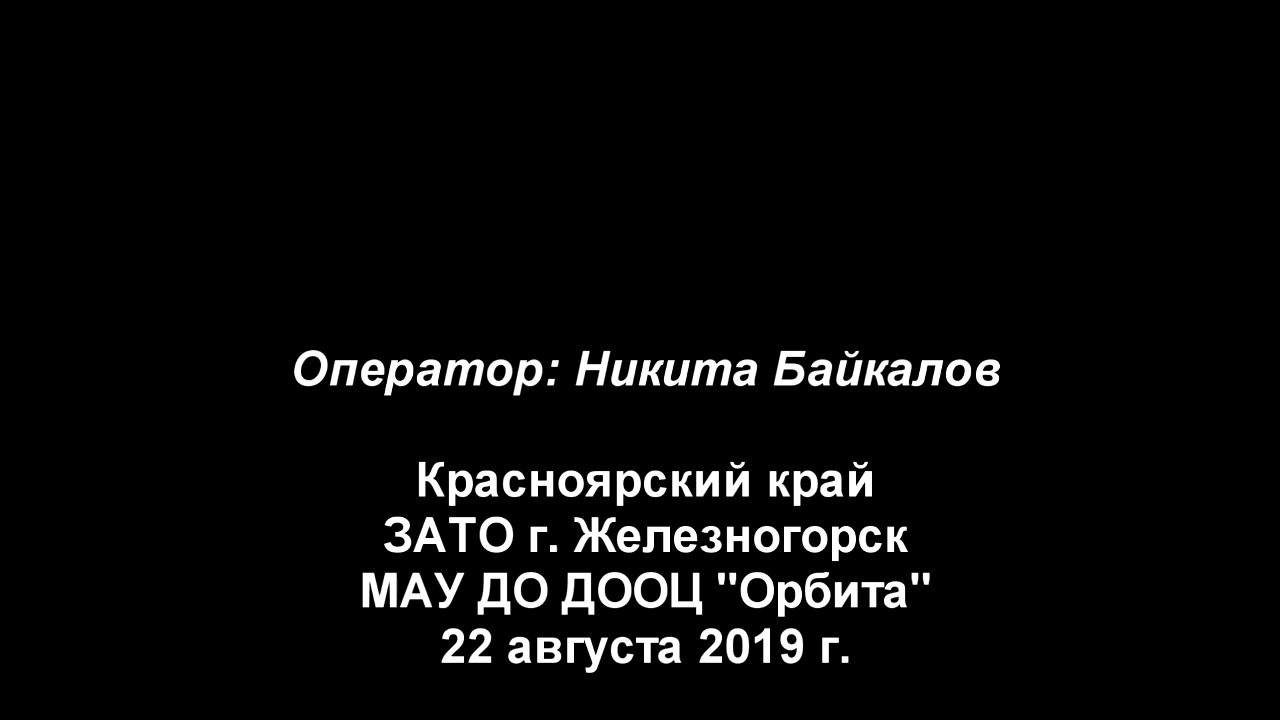 Оператор: Никита Байкалов
Красноярский край
ЗАТО г. Железногорск
МАУ ДО ДООЦ "Орбита"
22 августа 2019 г.